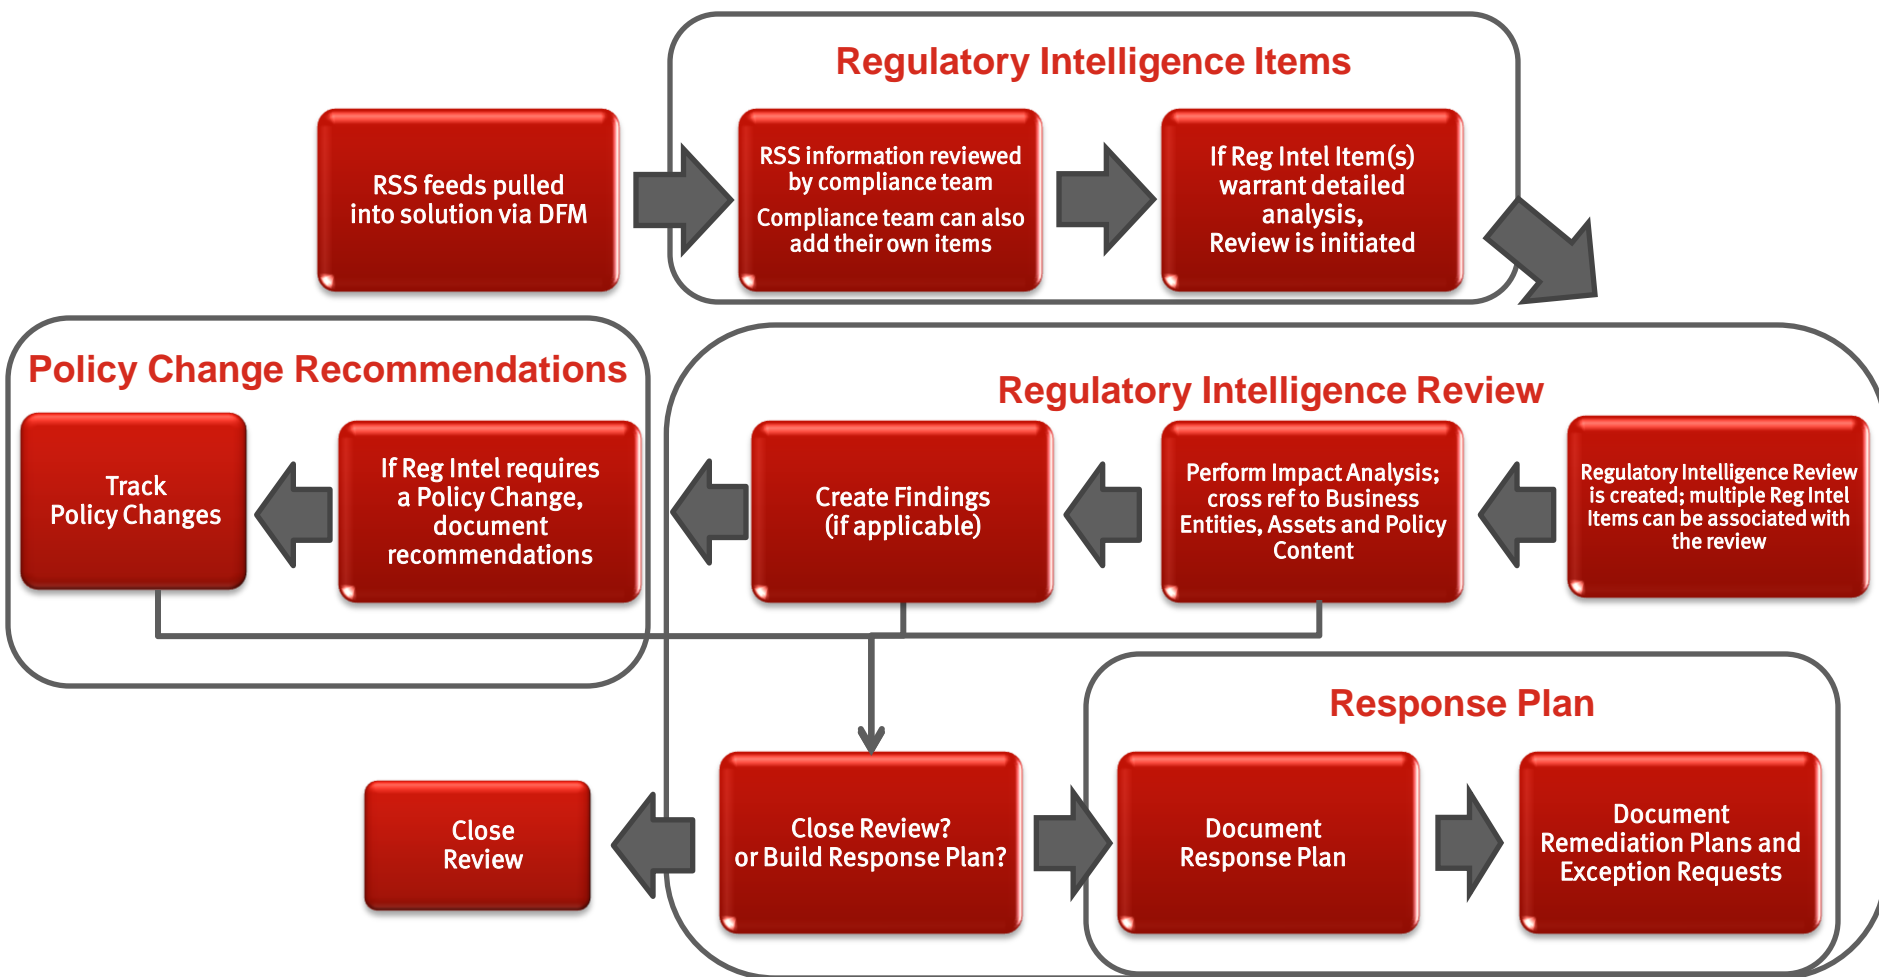 Regulatory Intelligence Items
RSS feeds pulled
into solution via DFM
RSS information reviewed
by compliance team
Compliance team can also
add their own items
If Reg Intel Item(s)
warrant detailed
analysis,
Review is initiated
Policy Change Recommendations
Track
Policy Changes
If Reg Intel requires
a Policy Change,
document
recommendations
Regulatory Intelligence Review
Create Findings
(if applicable)
Perform Impact Analysis;
cross ref to Business
Entities, Assets and Policy
Content
Regulatory Intelligence Review
is created; multiple Reg Intel
Items can be associated with
the review
Response Plan
Close
Review
Close Review?
or Build Response Plan?
Document
Response Plan
Document
Remediation Plans and
Exception Requests